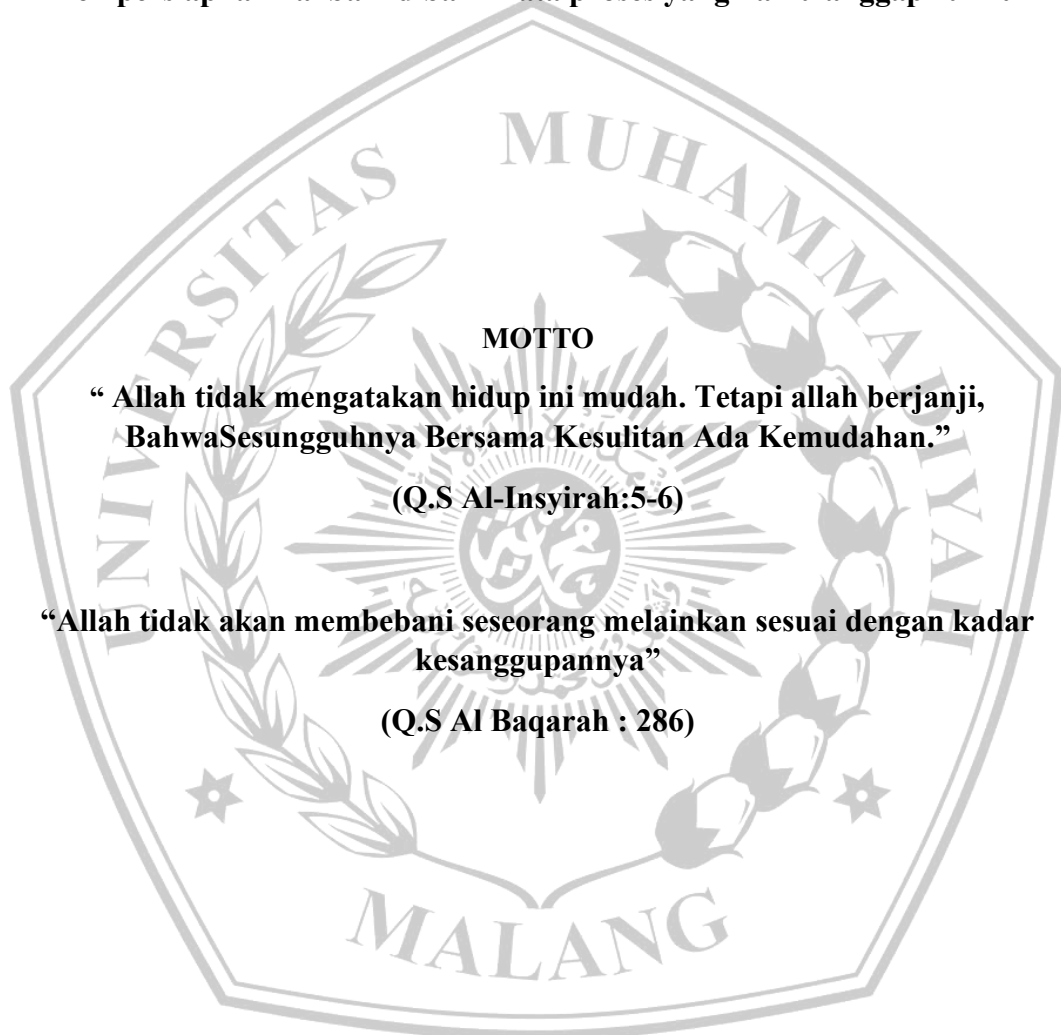 UNIVERSITAS MUHAMMADIYAH
MALANG
MOTTO
“ Allah tidak mengatakan hidup ini mudah. Tetapi allah berjanji,
BahwaSesungguhnya Bersama Kesulitan Ada Kemudahan.”
(Q.S Al-Insyirah:5-6)
“Allah tidak akan membebani seseorang melainkan sesuai dengan kadar
kesanggupannya”
(Q.S Al Baqarah : 286)